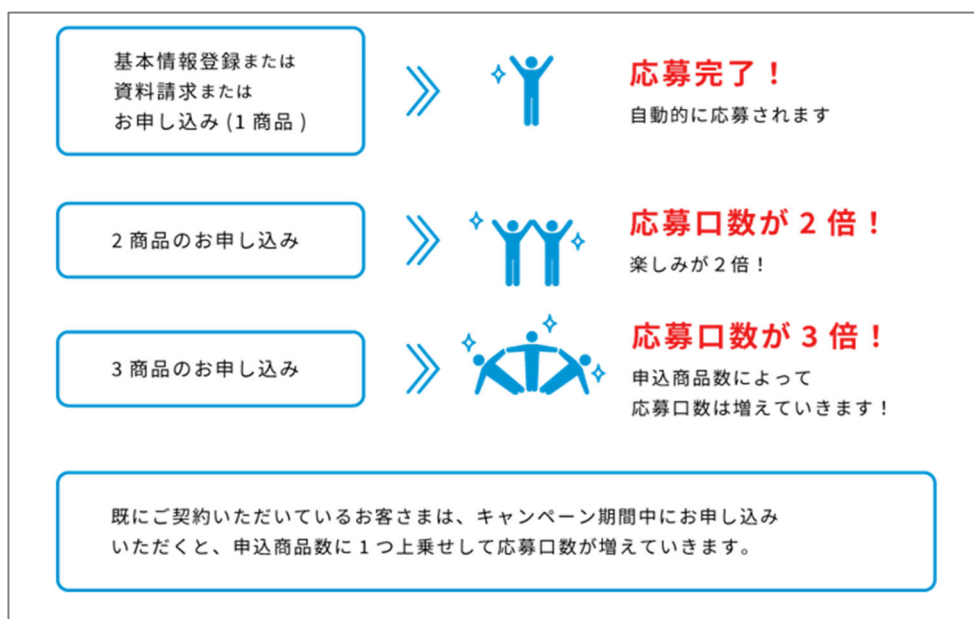 基本情報登録または
資料請求または
お申し込み (1 商品 )
応募完了！
自動的に応募されます
2 商品のお申し込み
応募口数が 2 倍！
楽しみが 2 倍！
3 商品のお申し込み
応募口数が 3 倍！
申込商品数によって
応募口数は増えていきます！
既にご契約いただいているお客さまは、キャンペーン期間中にお申し込み
いただくと、申込商品数に 1 つ上乗せして応募口数が増えていきます。